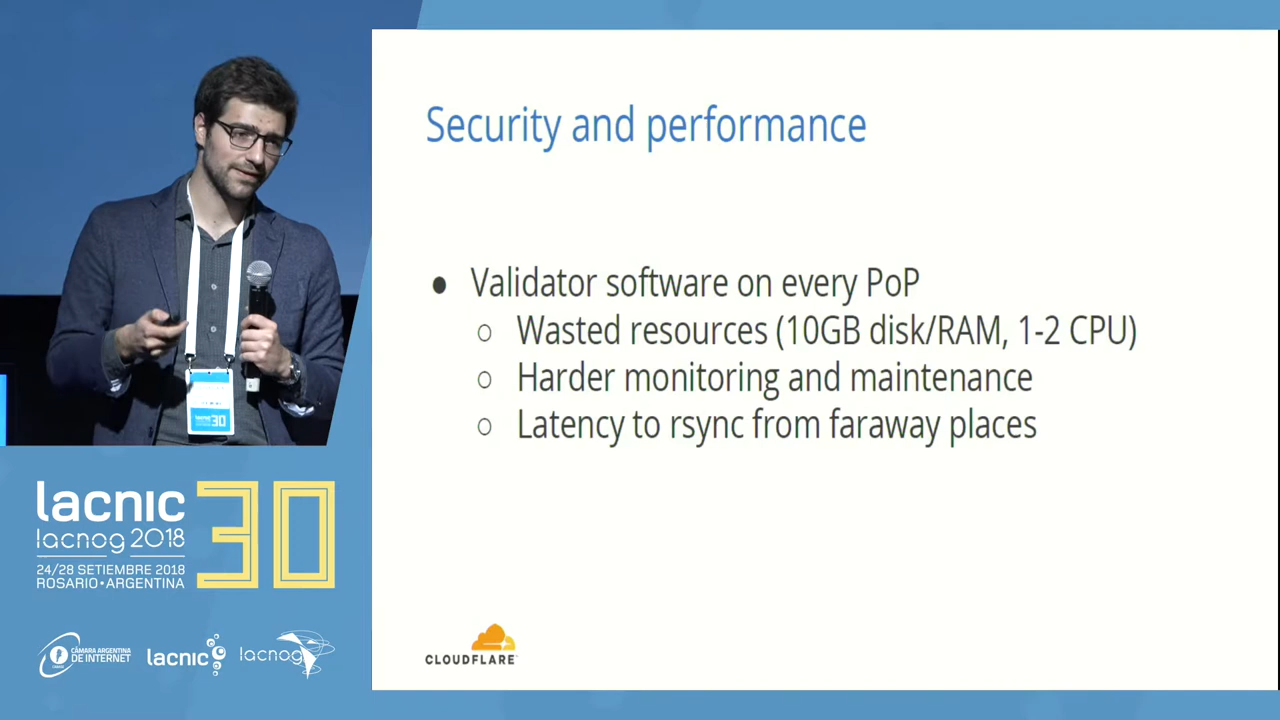 Security and performance
Validator software on every PoP
Wasted resources (10GB disk/RAM, 1-2 CPU)
Harder monitoring and maintenance
Latency to rsync from faraway places
CLOUDFLARE
lacnic 30
lacnog 2018
24/28 SETIEMBRE 2018
ROSARIO•ARGENTINA
CÁMARA ARGENTINA
DE INTERNET
lacnic
lacnog
30